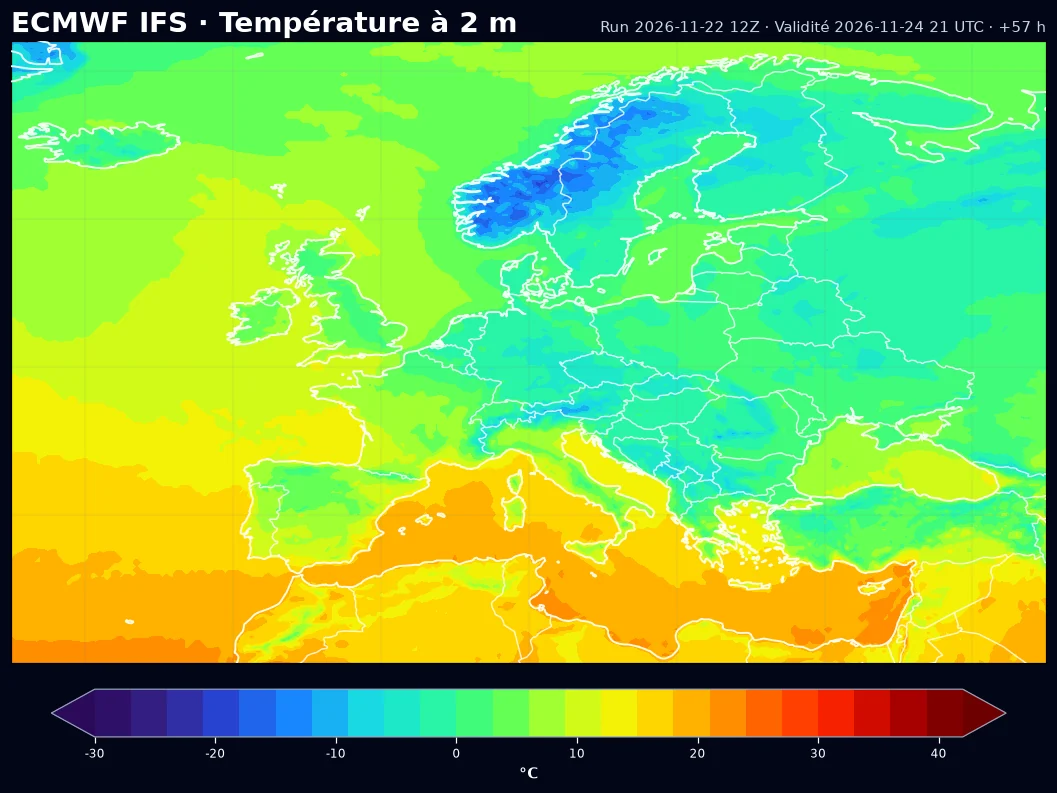 ECMWF IFS · Température à 2 m
Run 2026-11-22 12Z · Validité 2026-11-24 21 UTC · +57 h
-30 -20 -10 0 10 20 30 40
°C